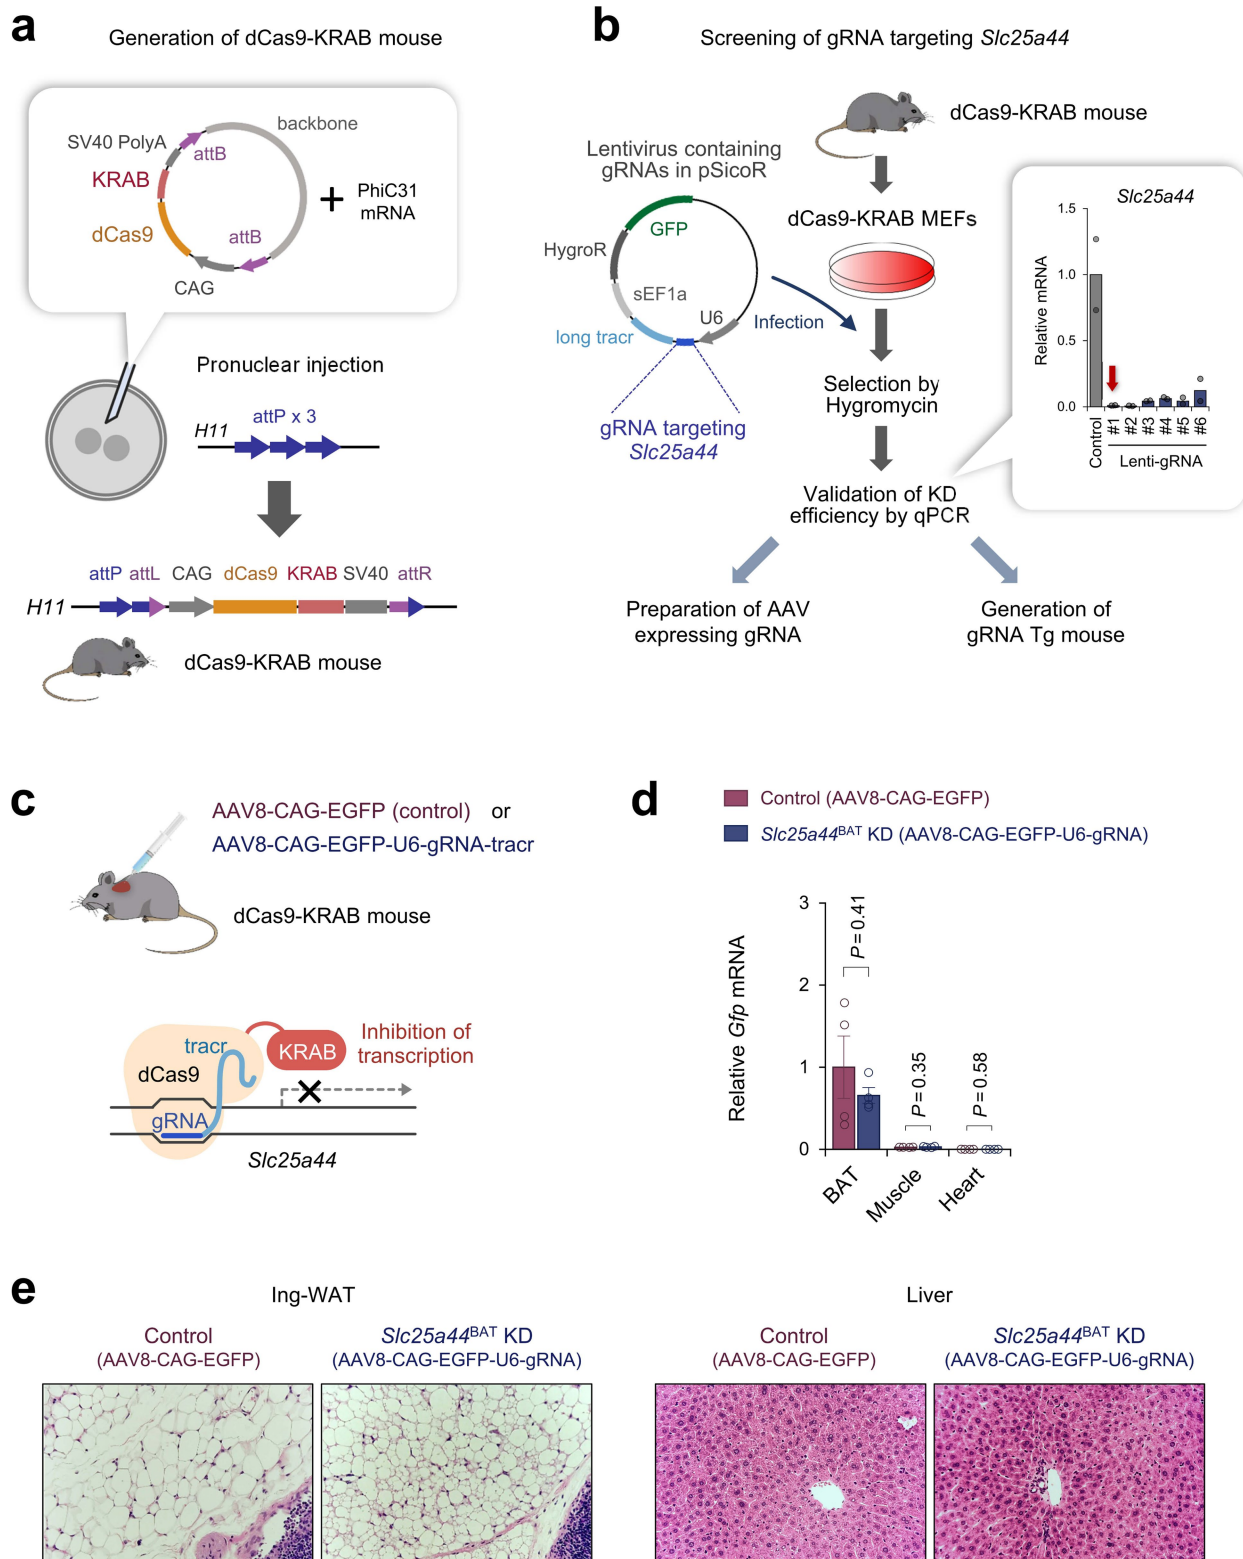 a
Generation of dCas9-KRAB mouse
SV40 PolyA
attB
backbone
KRAB
dCas9
attB
CAG
+
PhiC31
mRNA
Pronuclear injection
attP x 3
H11
attP attL CAG dCas9 KRAB SV40 attR
H11
dCas9-KRAB mouse
b
Screening of gRNA targeting Slc25a44
dCas9-KRAB mouse
Lentivirus containing
gRNAs in pSicoR
GFP
HygroR
sEF1a
U6
long tracr
Infection
gRNA targeting
Slc25a44
dCas9-KRAB MEFs
Selection by
Hygromycin
Validation of KD
efficiency by qPCR
Preparation of AAV
expressing gRNA
Generation of
gRNA Tg mouse
Slc25a44
Relative mRNA
1.5
1.0
0.5
0.0
Control
#1
#2
#3
#4
#5
#6
Lenti-gRNA
c
AAV8-CAG-EGFP (control) or
AAV8-CAG-EGFP-U6-gRNA-tracr
dCas9-KRAB mouse
tracr
dCas9
gRNA
KRAB
Inhibition of
transcription
Slc25a44
d
Control (AAV8-CAG-EGFP)
Slc25a44BAT KD (AAV8-CAG-EGFP-U6-gRNA)
Relative Gfp mRNA
3
2
1
0
P = 0.41
P = 0.35
P = 0.58
BAT
Muscle
Heart
e
Ing-WAT
Control
(AAV8-CAG-EGFP)
Slc25a44BAT KD
(AAV8-CAG-EGFP-U6-gRNA)
Liver
Control
(AAV8-CAG-EGFP)
Slc25a44BAT KD
(AAV8-CAG-EGFP-U6-gRNA)